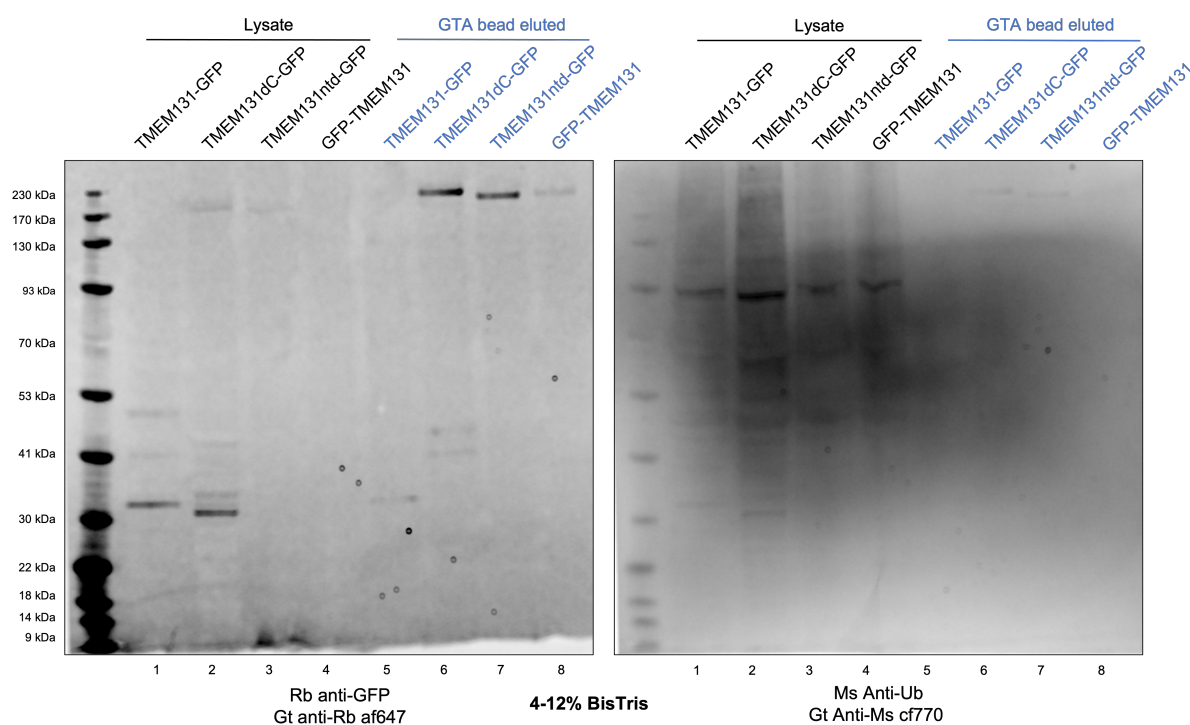 Lysate
GTA bead eluted
TMEM131-GFP
TMEM131dC-GFP
TMEM131ntd-GFP
GFP-TMEM131
TMEM131-GFP
TMEM131dC-GFP
TMEM131ntd-GFP
GFP-TMEM131
Lysate
GTA bead eluted
TMEM131-GFP
TMEM131dC-GFP
TMEM131ntd-GFP
GFP-TMEM131
TMEM131-GFP
TMEM131dC-GFP
TMEM131ntd-GFP
GFP-TMEM131
230 kDa
170 kDa
130 kDa
93 kDa
70 kDa
53 kDa
41 kDa
30 kDa
22 kDa
18 kDa
14 kDa
9 kDa
1 2 3 4 5 6 7 8
1 2 3 4 5 6 7 8
Rb anti-GFP
Gt anti-Rb af647
4-12% BisTris
Ms Anti-Ub
Gt Anti-Ms cf770